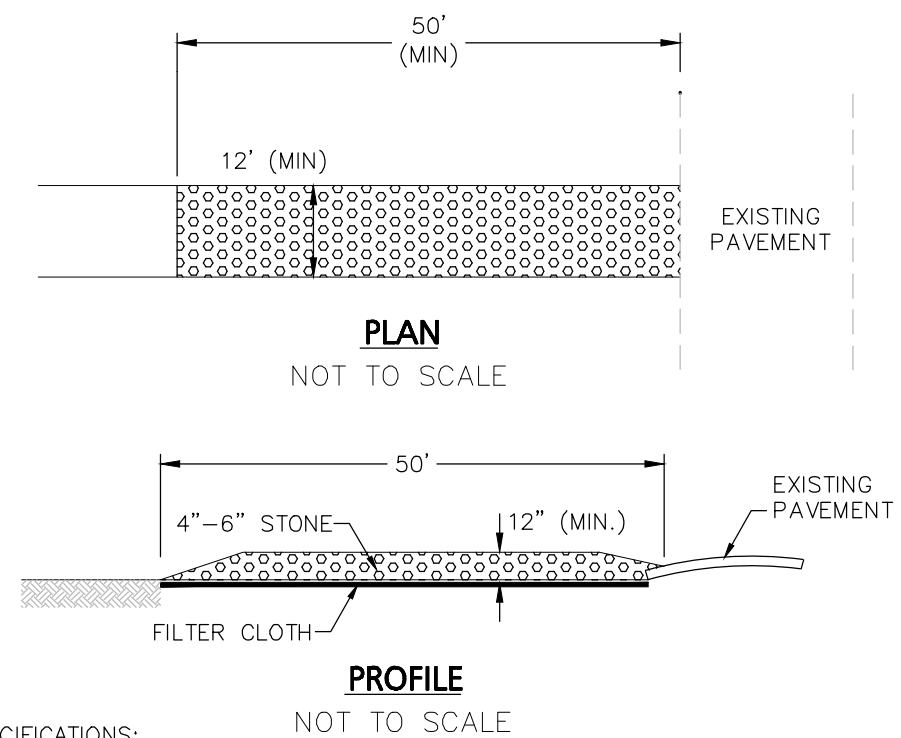 50'
(MIN)
12' (MIN)
EXISTING
PAVEMENT
PLAN
NOT TO SCALE
50'
EXISTING
PAVEMENT
4"-6" STONE
12" (MIN.)
FILTER CLOTH
PROFILE
NOT TO SCALE
CIFICATIONS: